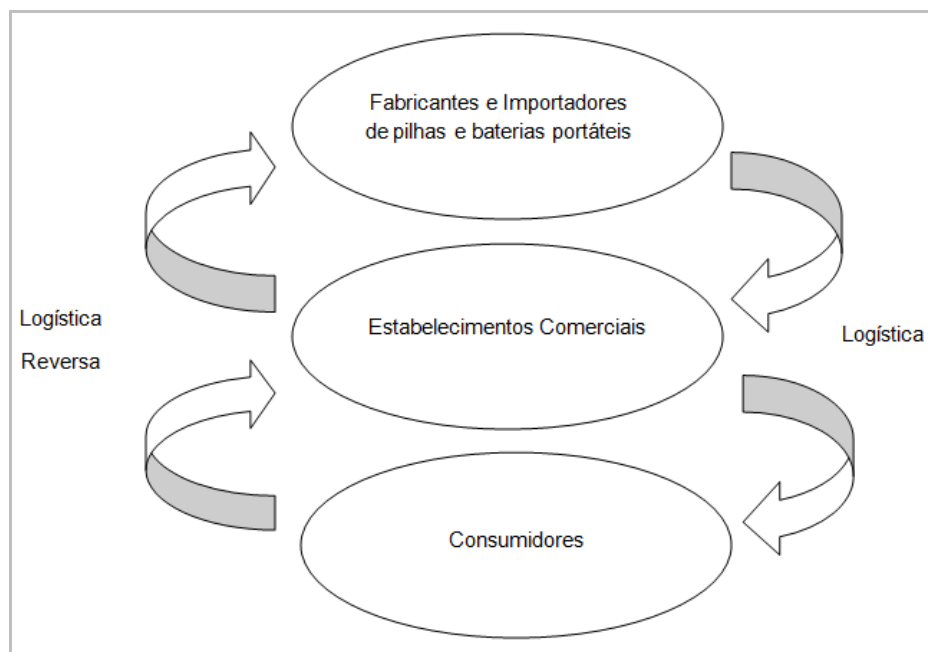 Fabricantes e Importadores
de pilhas e baterias portáteis
Estabelecimentos Comerciais
Logística
Reversa
Logística
Consumidores